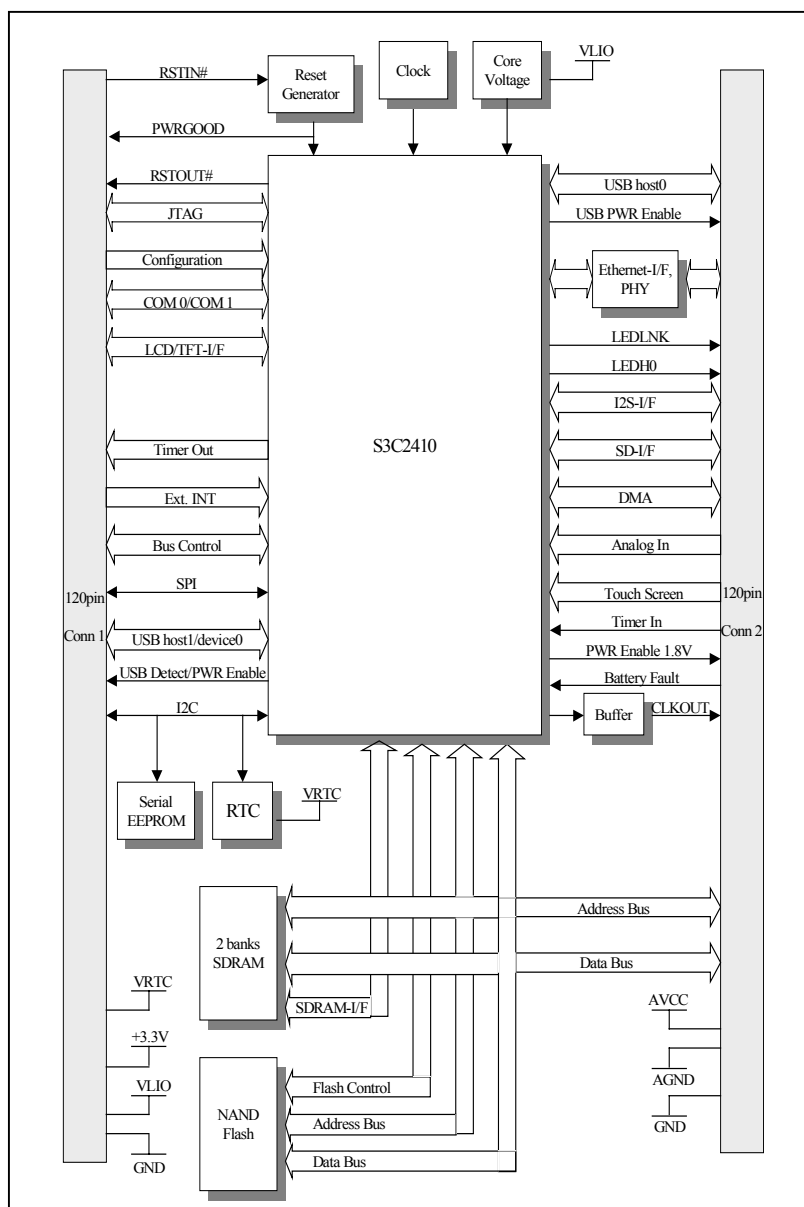 VLIO
Core
Voltage
Clock
Reset
Generator
RSTIN#
PWRGOOD
RSTOUT#
JTAG
Configuration
COM 0/COM 1
LCD/TFT-I/F
Timer Out
Ext. INT
Bus Control
SPI
USB host1/device0
USB Detect/PWR Enable
I2C
120pin
Conn 1
S3C2410
USB host0
USB PWR Enable
Ethernet-I/F,
PHY
LEDLNK
LEDH0
I2S-I/F
SD-I/F
DMA
Analog In
Touch Screen
Timer In
PWR Enable 1.8V
Battery Fault
Buffer
CLKOUT
120pin
Conn 2
Serial
EEPROM
RTC
VRTC
2 banks
SDRAM
Address Bus
Data Bus
SDRAM-I/F
NAND
Flash
Flash Control
Address Bus
Data Bus
VRTC
+3.3V
VLIO
GND
AVCC
AGND
GND